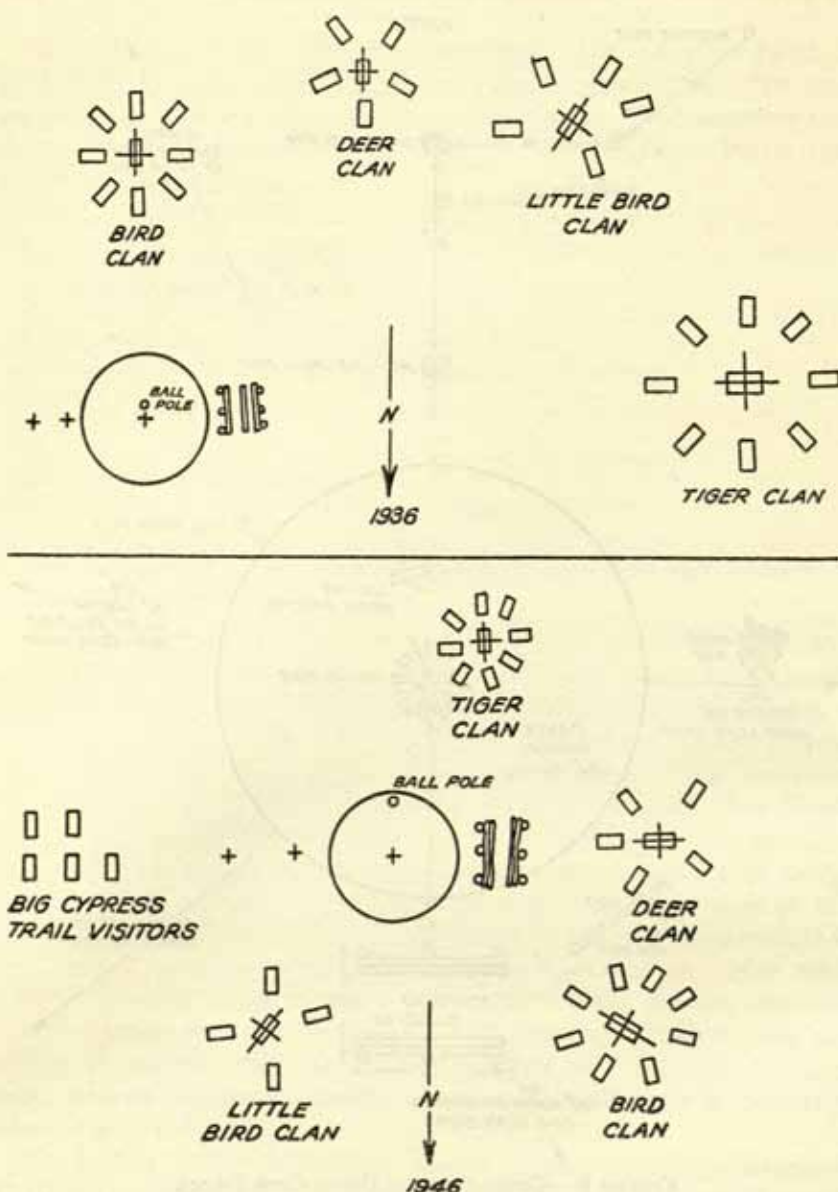 DEER
CLAN
LITTLE BIRD
CLAN
BIRD
CLAN
BALL
POLE
N
TIGER CLAN
1936
TIGER
CLAN
BALL POLE
BIG CYPRESS
TRAIL VISITORS
DEER
CLAN
LITTLE
BIRD CLAN
N
BIRD
CLAN
1946